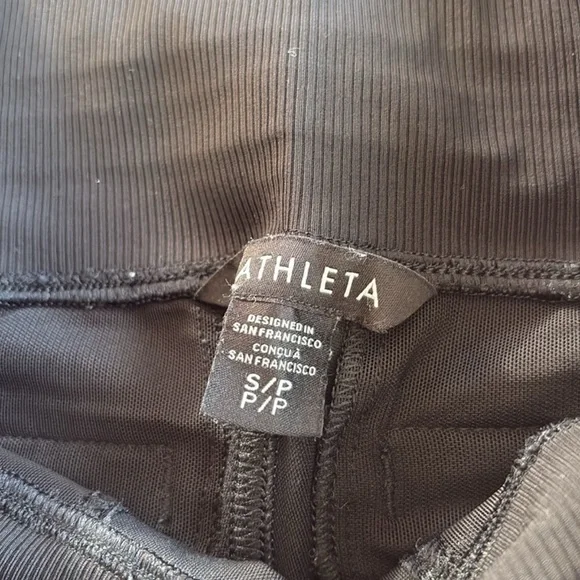 ATHLETA
DESIGNED IN
SAN FRANCISCO
CONÇU À
SAN FRANCISCO
S/P
P/P